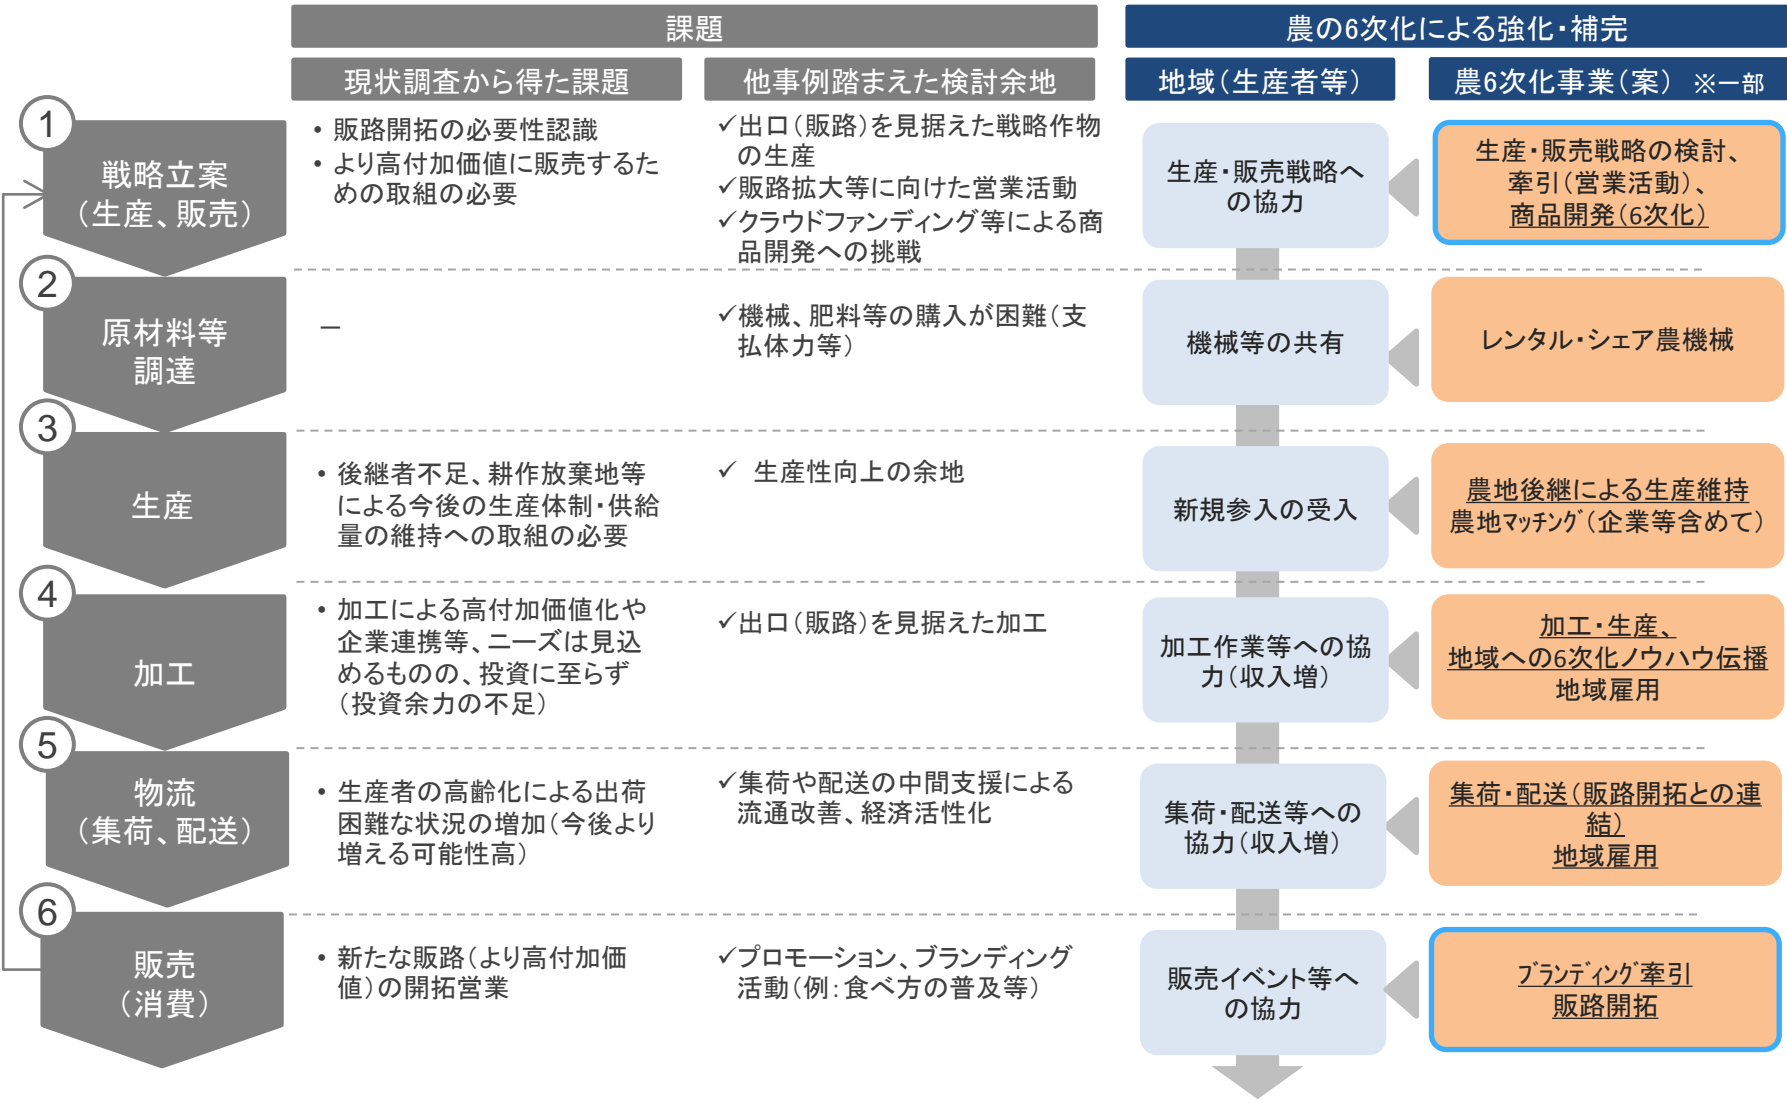 課題
農の6次化による強化・補完
現状調査から得た課題
他事例踏まえた検討余地
地域（生産者等）
農6次化事業（案） ※一部
1
戦略立案
（生産、販売）
• 販路開拓の必要性認識
• より高付加価値に販売するた
めの取組の必要
✓出口（販路）を見据えた戦略作物
の生産
✓販路拡大等に向けた営業活動
✓クラウドファンディング等による商
品開発への挑戦
生産・販売戦略へ
の協力
生産・販売戦略の検討、
牽引（営業活動）、
商品開発（6次化）
2
原材料等
調達
－
✓機械、肥料等の購入が困難（支
払体力等）
機械等の共有
レンタル・シェア農機械
3
生産
• 後継者不足、耕作放棄地等
による今後の生産体制・供給
量の維持への取組の必要
✓ 生産性向上の余地
新規参入の受入
農地後継による生産維持
農地ﾏｯﾁﾝｸﾞ（企業等含めて）
4
加工
• 加工による高付加価値化や
企業連携等、ニーズは見込
めるものの、投資に至らず
（投資余力の不足）
✓出口（販路）を見据えた加工
加工作業等への協
力（収入増）
加工・生産、
地域への6次化ノウハウ伝播
地域雇用
5
物流
（集荷、配送）
• 生産者の高齢化による出荷
困難な状況の増加（今後より
増える可能性高）
✓集荷や配送の中間支援による
流通改善、経済活性化
集荷・配送等への
協力（収入増）
集荷・配送（販路開拓との連
結）
地域雇用
6
販売
（消費）
• 新たな販路（より高付加価
値）の開拓営業
✓プロモーション、ブランディング
活動（例：食べ方の普及等）
販売イベント等へ
の協力
ﾌﾞﾗﾝﾃﾞｨﾝｸﾞ牽引
販路開拓